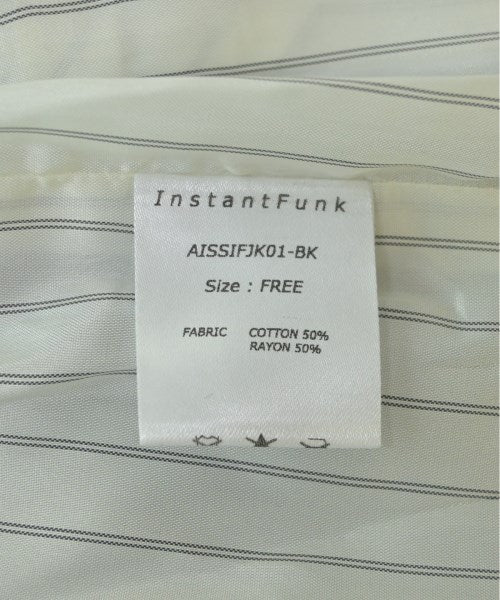 InstantFunk
AISSIFJK01-BK
Size : FREE
FABRIC COTTON 50%
RAYON 50%